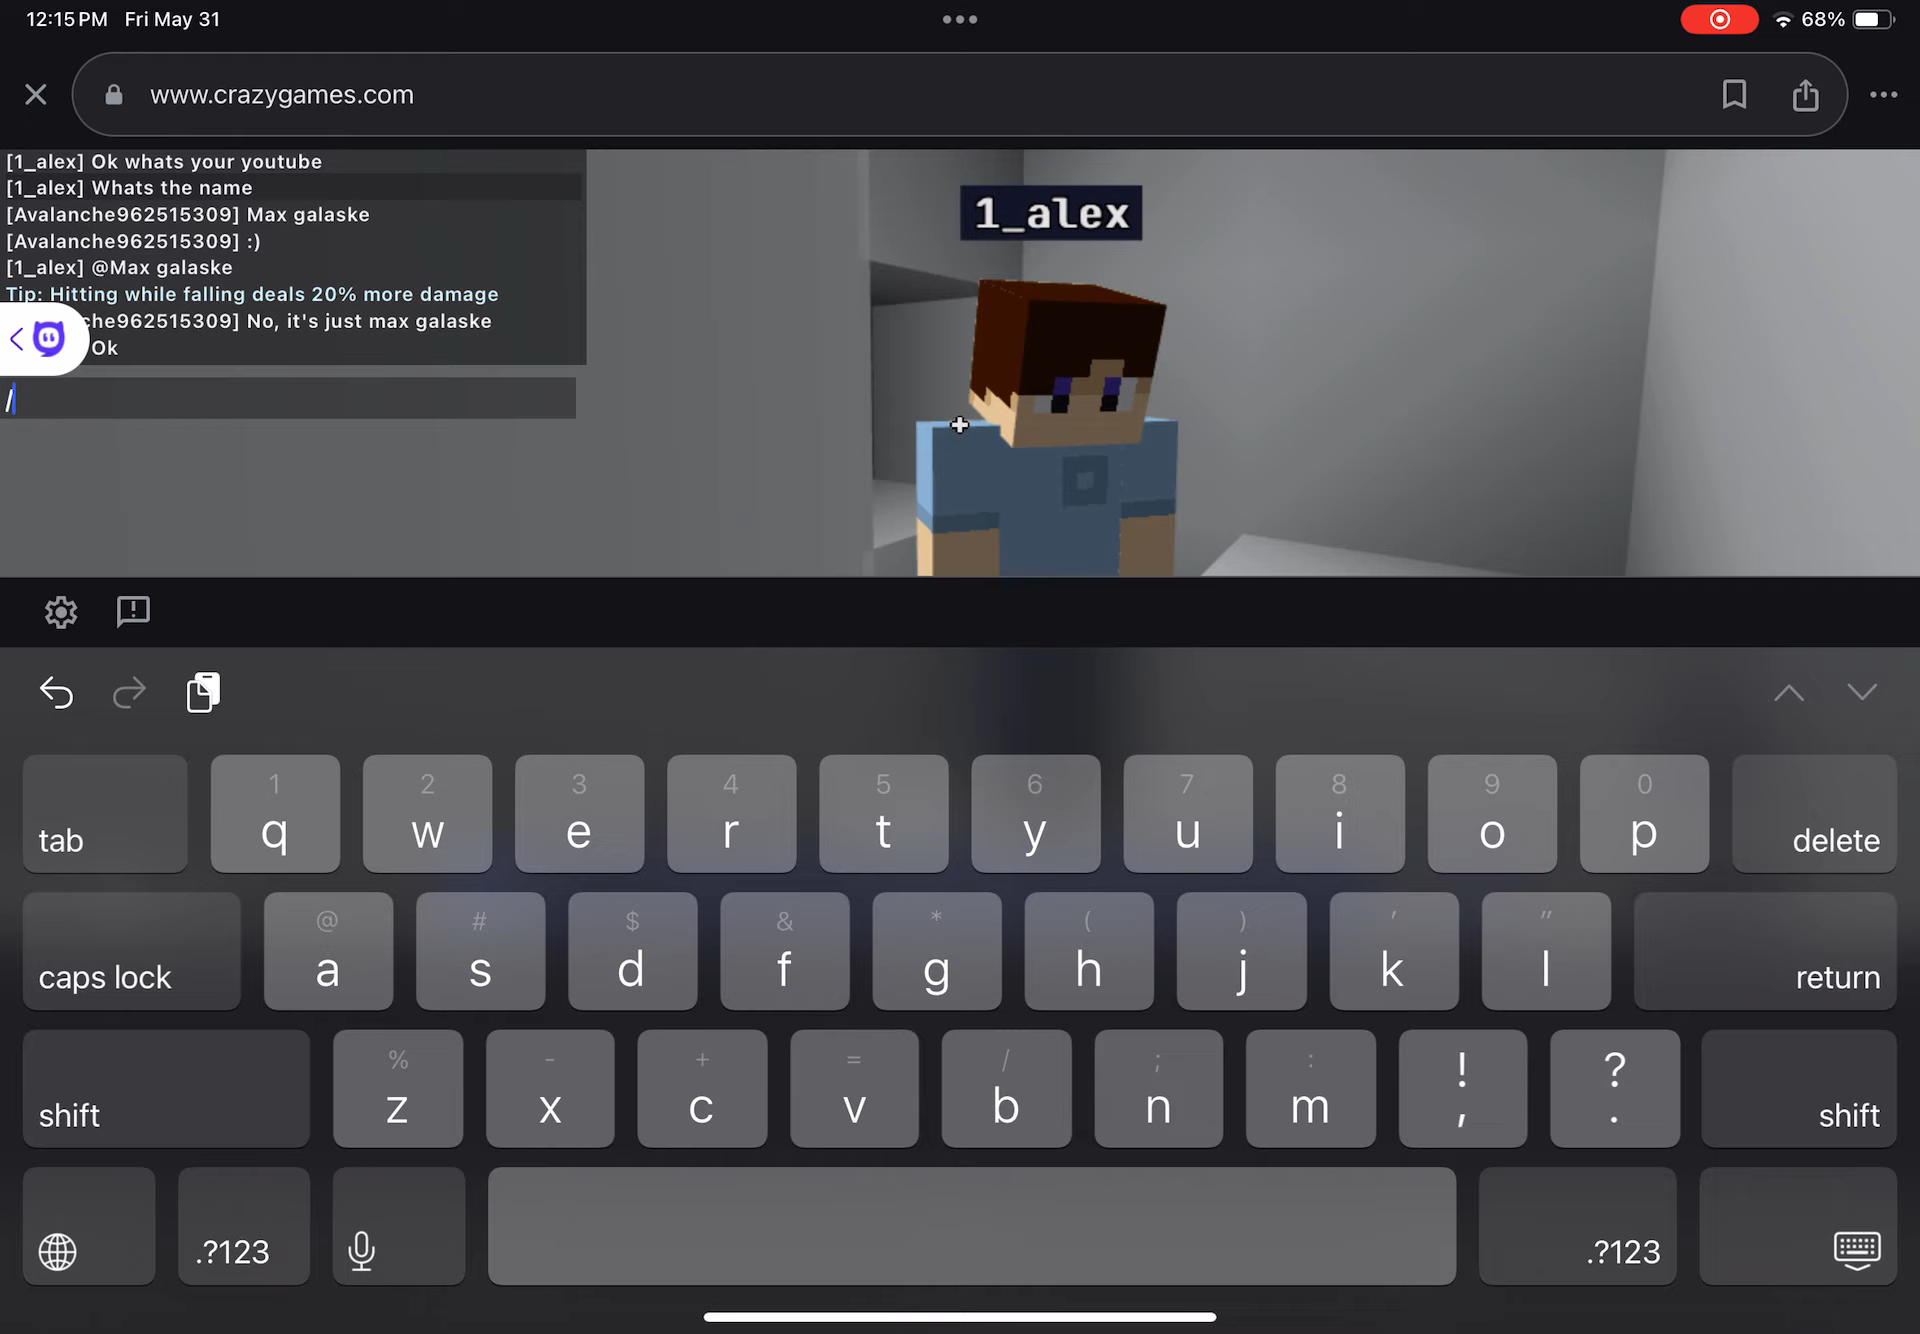 12:15 PM Fri May 31
68%
www.crazygames.com
[1_alex] Ok whats your youtube
[1_alex] Whats the name
[Avalanche962515309] Max galaske
[Avalanche962515309] :)
[1_alex] @Max galaske
Tip: Hitting while falling deals 20% more damage
che962515309] No, it's just max galaske
Ok
/
1_alex
1 2 3 4 5 6 7 8 9 0
tab q w e r t y u i o p delete
@ # $ & * ( ) ' "
caps lock a s d f g h j k l return
% - + = / ; : ! ?
shift z x c v b n m , . shift
.?123 .?123